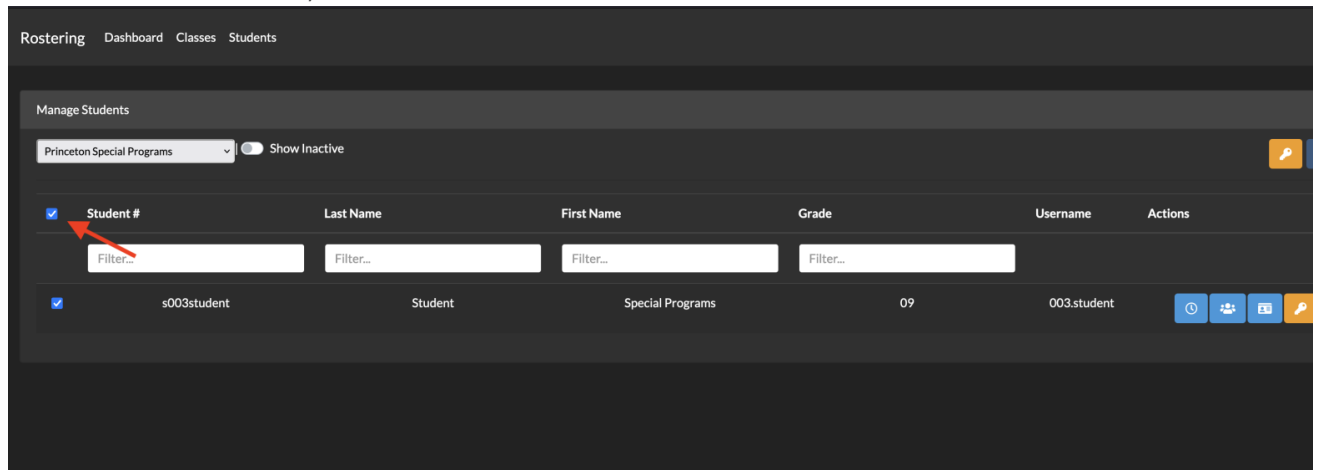 Rostering Dashboard Classes Students
Manage Students
Princeton Special Programs Show Inactive
Student # Last Name First Name Grade Username Actions
Filter... Filter... Filter... Filter...
s003student Student Special Programs 09 003.student